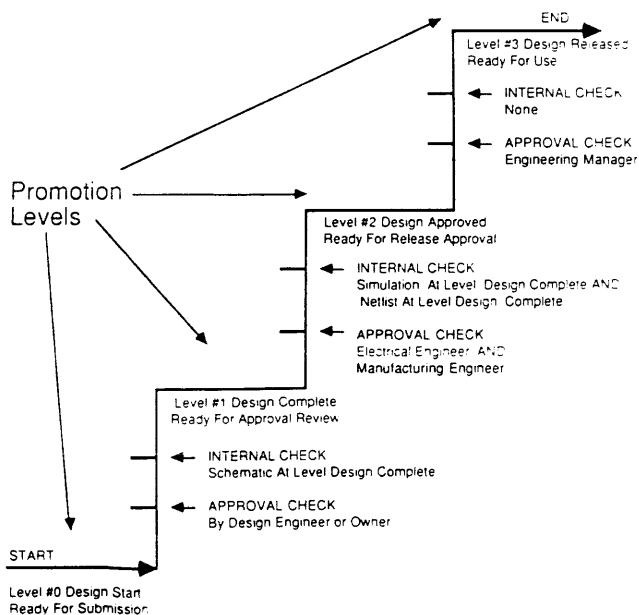 END
Level #3 Design Released
Ready For Use
INTERNAL CHECK
None
APPROVAL CHECK
Engineering Manager
Promotion
Levels
Level #2 Design Approved
Ready For Release Approval
INTERNAL CHECK
Simulation At Level Design Complete AND
Netlist At Level Design Complete
APPROVAL CHECK
Electrical Engineer AND
Manufacturing Engineer
Level #1 Design Complete
Ready For Approval Review
INTERNAL CHECK
Schematic At Level Design Complete
APPROVAL CHECK
By Design Engineer or Owner
START
Level #0 Design Start
Ready For Submission